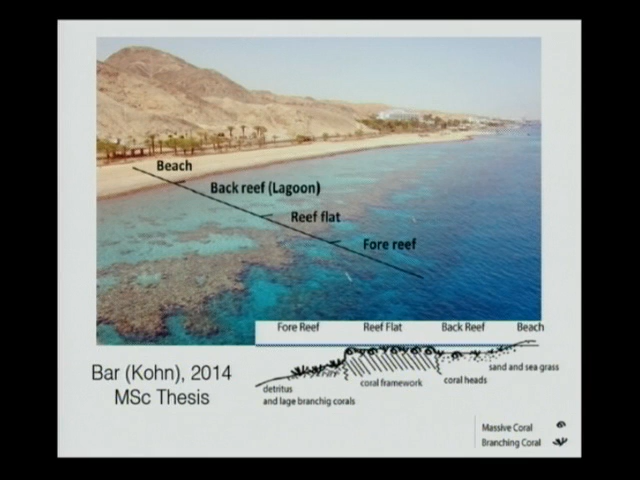 Beach
Back reef (Lagoon)
Reef flat
Fore reef
Fore Reef Reef Flat Back Reef Beach
sand and sea grass
coral framework
coral heads
detritus
and lage branchig corals
Bar (Kohn), 2014
MSc Thesis
Massive Coral
Branching Coral